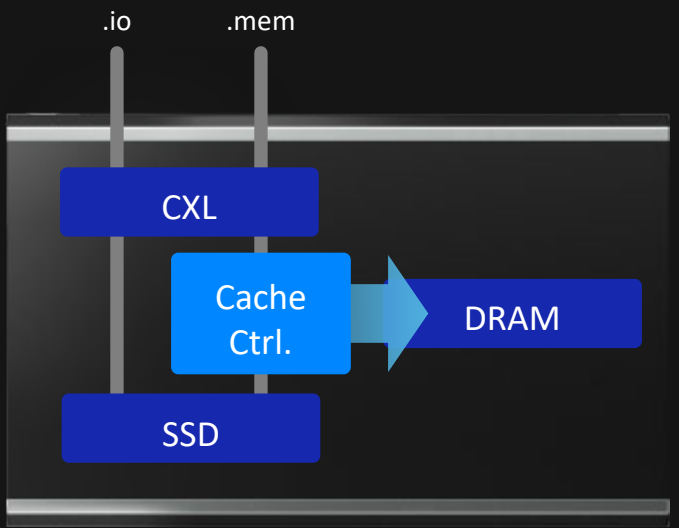 .io
.mem
CXL
Cache
Ctrl.
DRAM
SSD